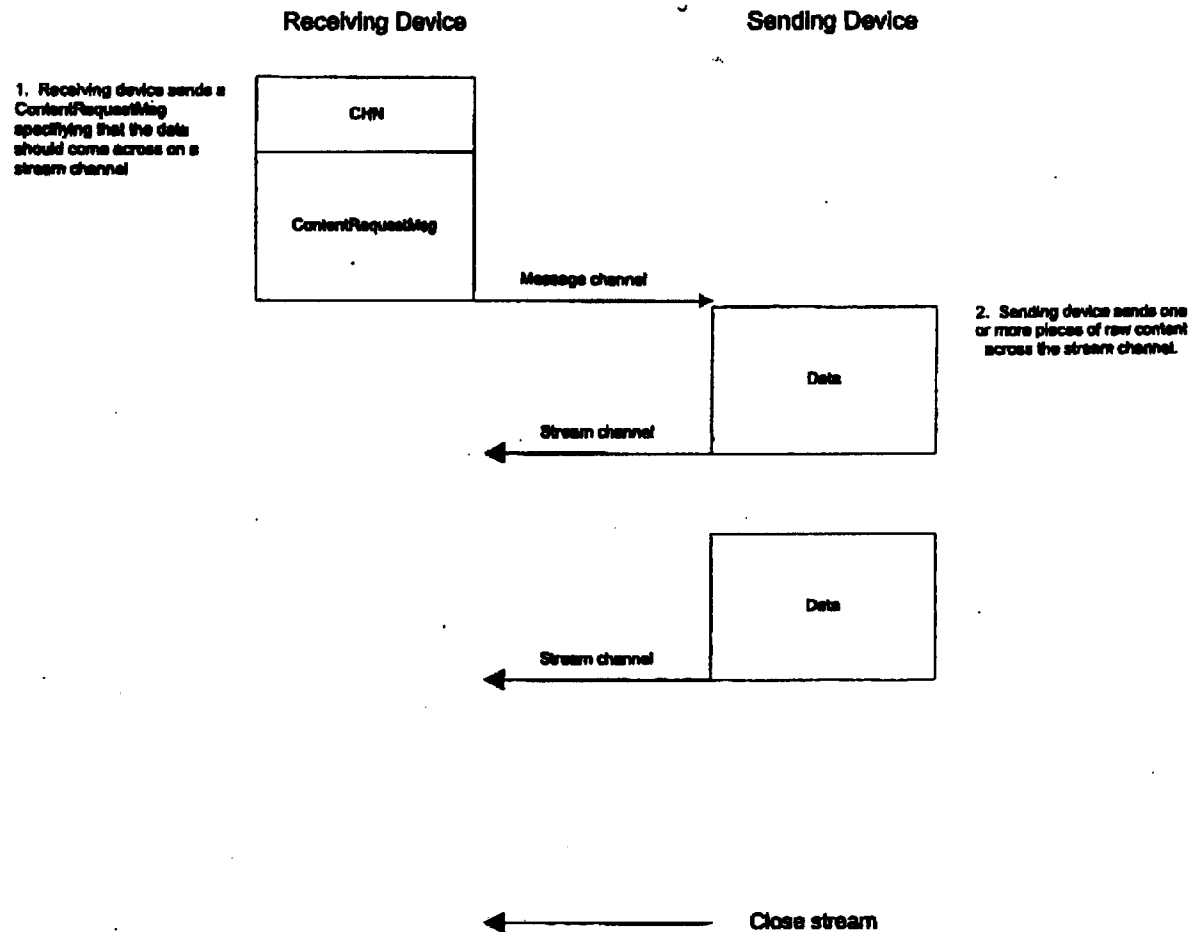 Receiving Device
Sending Device
1. Receiving device sends a
ContentRequestMsg
specifiying that the data
should come across on a
stream channel
CHN
ContentRequestMsg
Message channel
2. Sending device sends one
or more pieces of raw content
across the stream channel.
Data
Stream channel
Data
Stream channel
Close stream